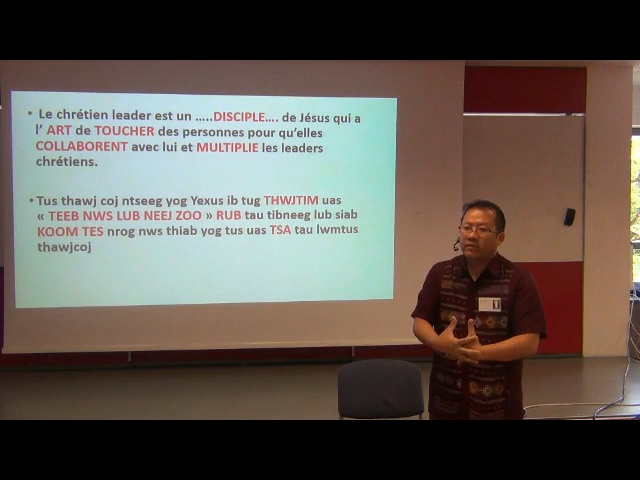 • Le chrétien leader est un …..DISCIPLE…. de Jésus qui a
l’ ART de TOUCHER des personnes pour qu’elles
COLLABORENT avec lui et MULTIPLIE les leaders
chrétiens.
• Tus thawj coj ntseeg yog Yexus ib tug THWJTIM uas
« TEEB NWS LUB NEEJ ZOO » RUB tau tibneeg lub siab
KOOM TES nrog nws thiab yog tus uas TSA tau lwmtus
thawjcoj